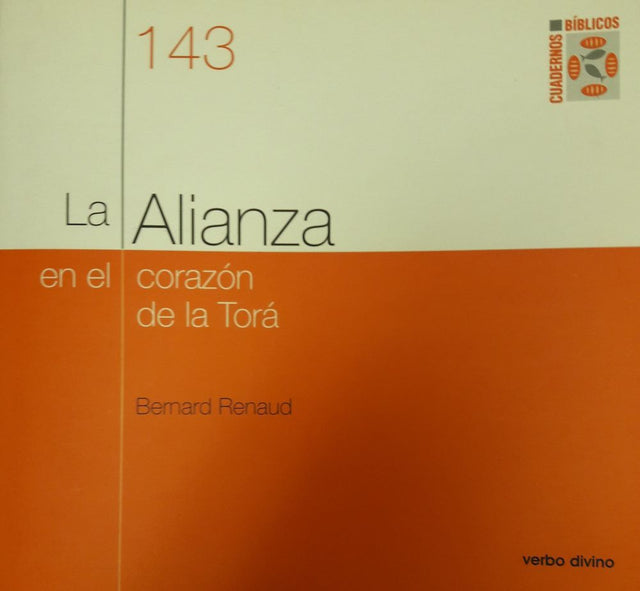 143
CUADERNOS
BÍBLICOS
La Alianza
en el corazón
de la Torá
Bernard Renaud
verbo divino